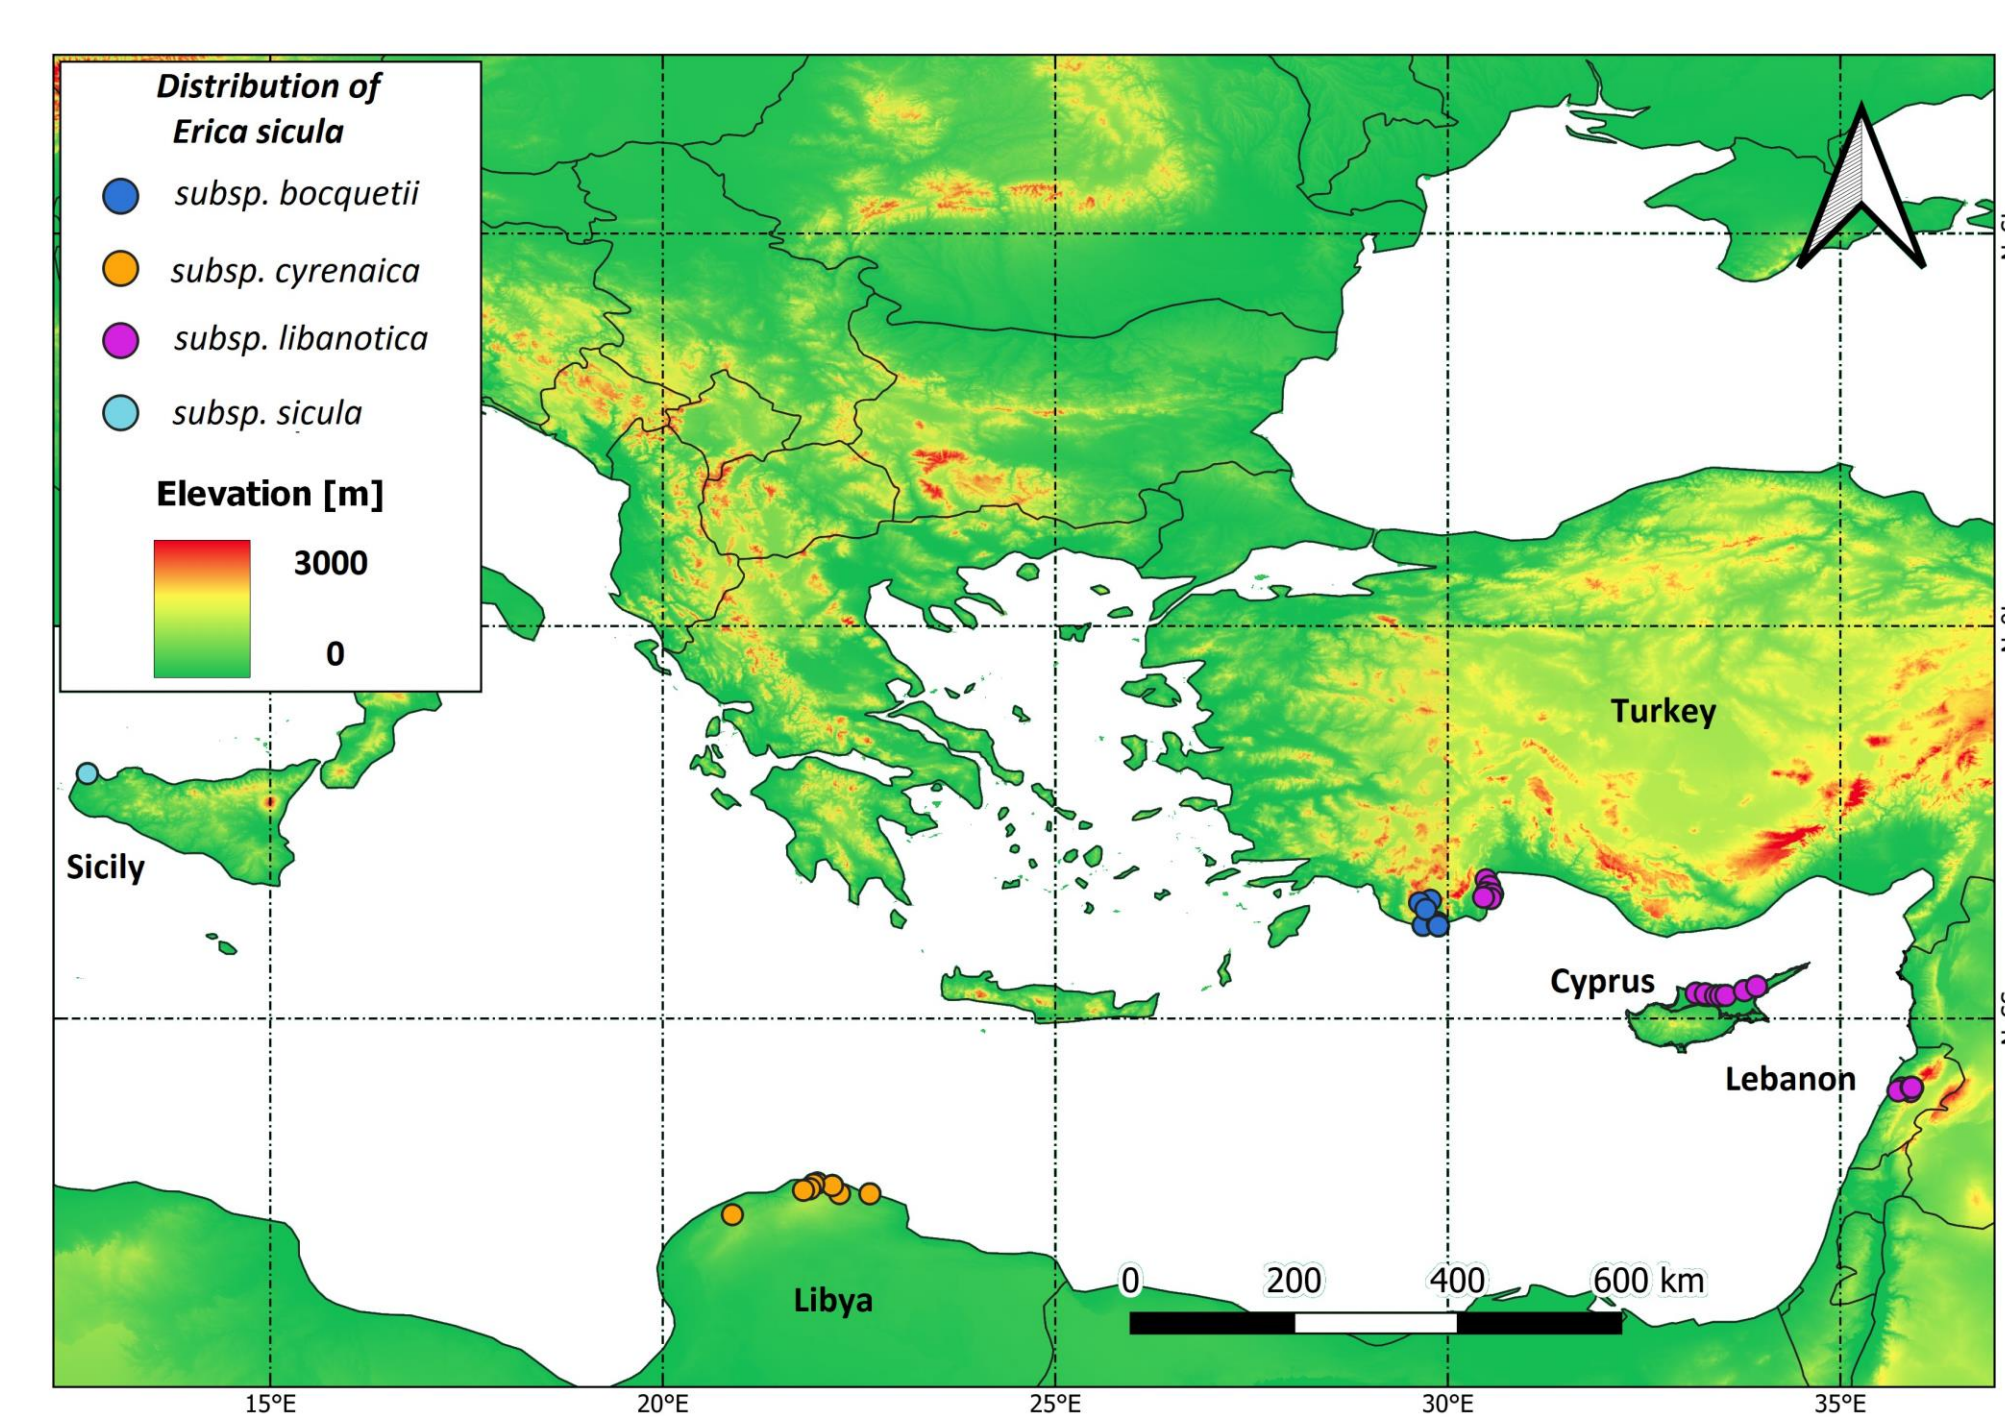 Distribution of
Erica sicula
subsp. bocquetii
subsp. cyrenaica
subsp. libanotica
subsp. sicula
Elevation [m]
3000
0
Turkey
Sicily
Cyprus
Lebanon
Libya
0 200 400 600 km
15°E 20°E 25°E 30°E 35°E